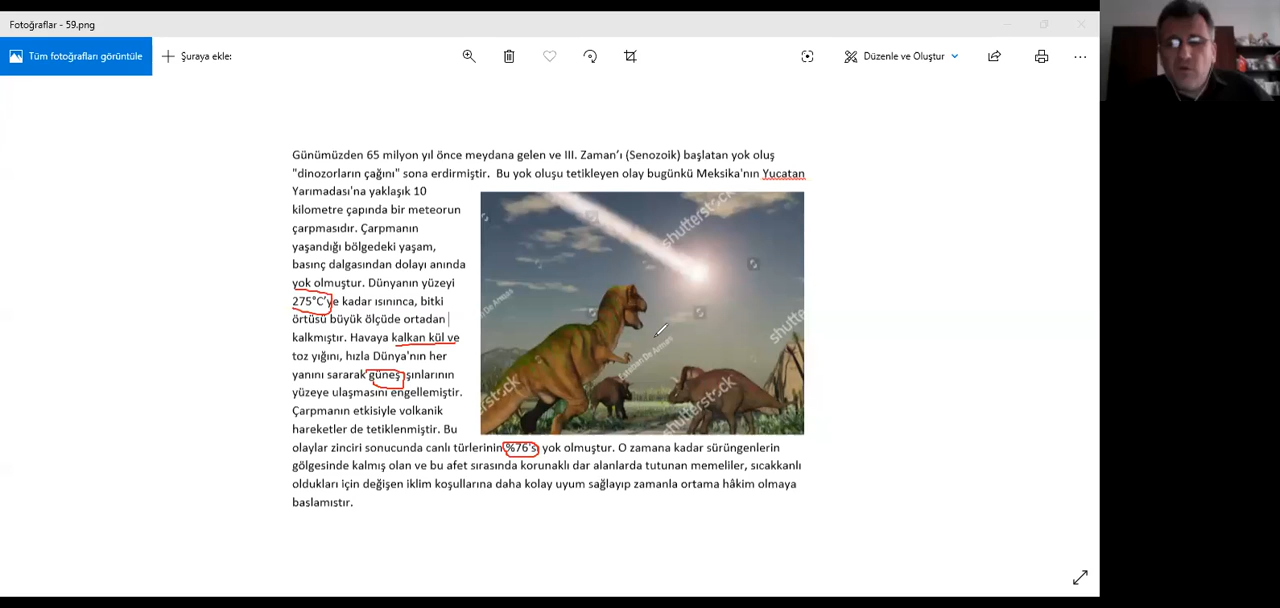 Fotoğraflar - 59.png
Tüm fotoğrafları görüntüle
Şuraya ekle:
Düzenle ve Oluştur
Günümüzden 65 milyon yıl önce meydana gelen ve III. Zaman’ı (Senozoik) başlatan yok oluş
"dinozorların çağını" sona erdirmiştir. Bu yok oluşu tetikleyen olay bugünkü Meksika'nın Yucatan
Yarımadası'na yaklaşık 10
kilometre çapında bir meteorun
çarpmasıdır. Çarpmanın
yaşandığı bölgedeki yaşam,
basınç dalgasından dolayı anında
yok olmuştur. Dünyanın yüzeyi
275°C'ye kadar ısınınca, bitki
örtüsü büyük ölçüde ortadan
kalkmıştır. Havaya kalkan kül ve
toz yığını, hızla Dünya'nın her
yanını sararak güneş ışınlarının
yüzeye ulaşmasını engellemiştir.
Çarpmanın etkisiyle volkanik
hareketler de tetiklenmiştir. Bu
olaylar zinciri sonucunda canlı türlerinin %76'sı yok olmuştur. O zamana kadar sürüngenlerin
gölgesinde kalmış olan ve bu afet sırasında korunaklı dar alanlarda tutunan memeliler, sıcakkanlı
oldukları için değişen iklim koşullarına daha kolay uyum sağlayıp zamanla ortama hâkim olmaya
başlamıştır.
shutterstock
shutterstock